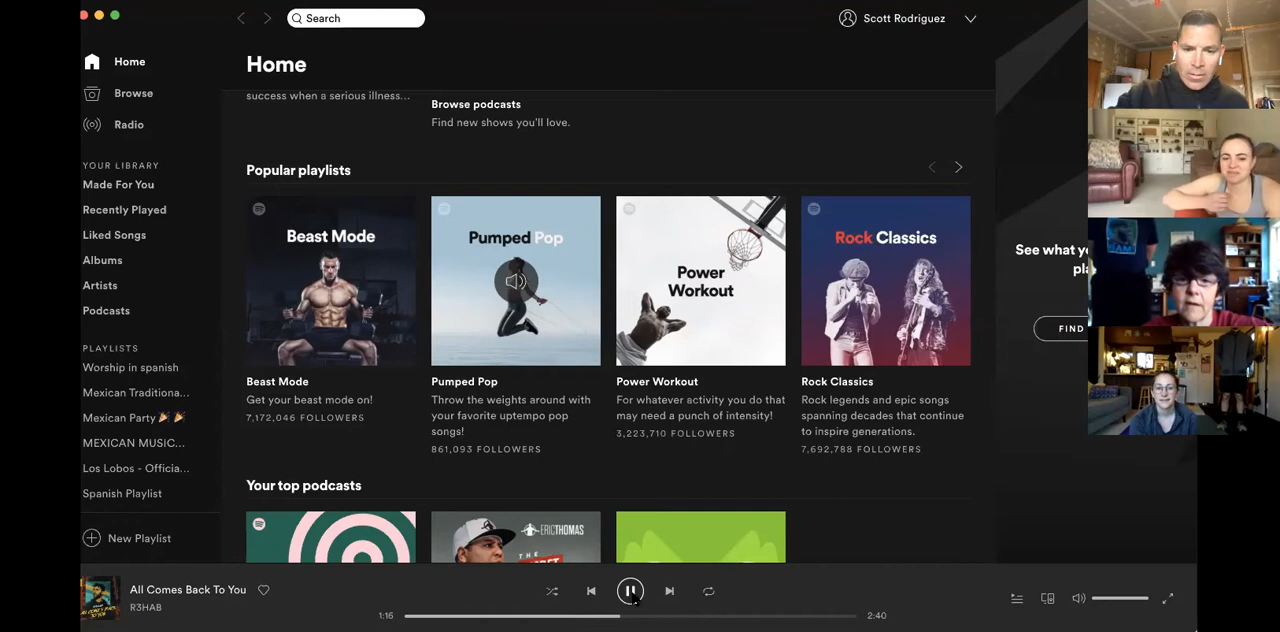 Search
Scott Rodriguez
Home
Browse
Radio
YOUR LIBRARY
Made For You
Recently Played
Liked Songs
Albums
Artists
Podcasts
PLAYLISTS
Worship in spanish
Mexican Traditiona...
Mexican Party 🎉 🎉
MEXICAN MUSIC...
Los Lobos - Officia...
Spanish Playlist
New Playlist
Home
success when a serious illness...
Browse podcasts
Find new shows you'll love.
Popular playlists
Beast Mode
Pumped Pop
Power
Workout
Rock Classics
Beast Mode
Get your beast mode on!
7,172,046 FOLLOWERS
Pumped Pop
Throw the weights around with
your favorite uptempo pop
songs!
861,093 FOLLOWERS
Power Workout
For whatever activity you do that
may need a punch of intensity!
3,223,710 FOLLOWERS
Rock Classics
Rock legends and epic songs
spanning decades that continue
to inspire generations.
7,692,788 FOLLOWERS
Your top podcasts
ERICTHOMAS
THE
See what
FIND
All Comes Back To You
R3HAB
1:16
2:40